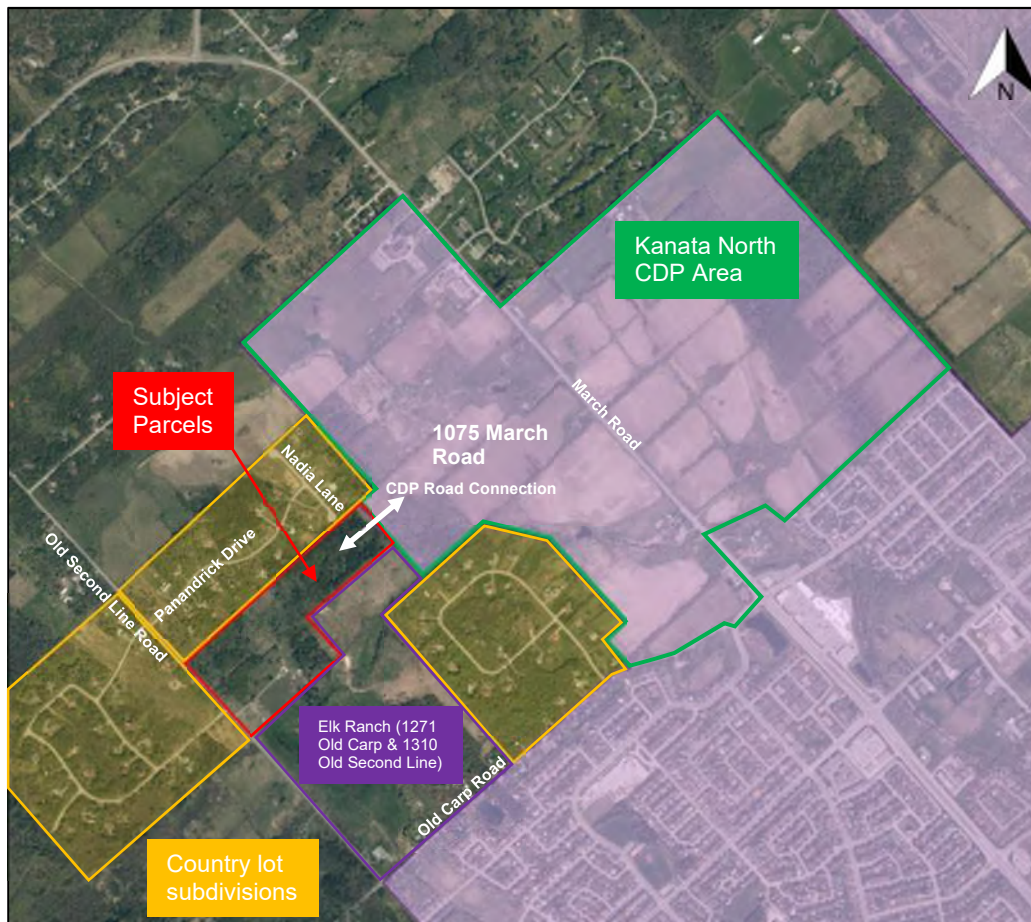 N
Kanata North
CDP Area
March Road
Subject
Parcels
1075 March
Road
CDP Road Connection
Nadia Lane
Panandrick Drive
Old Second Line Road
Elk Ranch (1271
Old Carp & 1310
Old Second Line)
Old Carp Road
Country lot
subdivisions